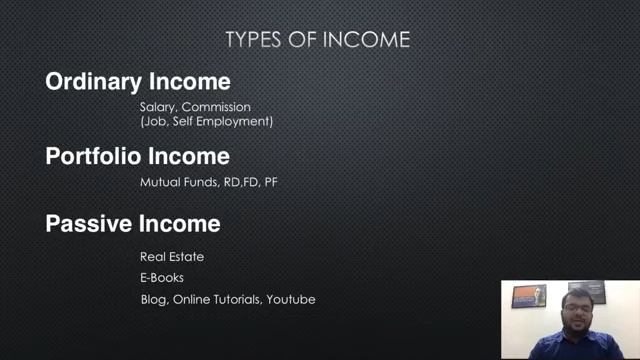 TYPES OF INCOME
Ordinary Income
Salary, Commission
(Job, Self Employment)
Portfolio Income
Mutual Funds, RD,FD, PF
Passive Income
Real Estate
E-Books
Blog, Online Tutorials, Youtube